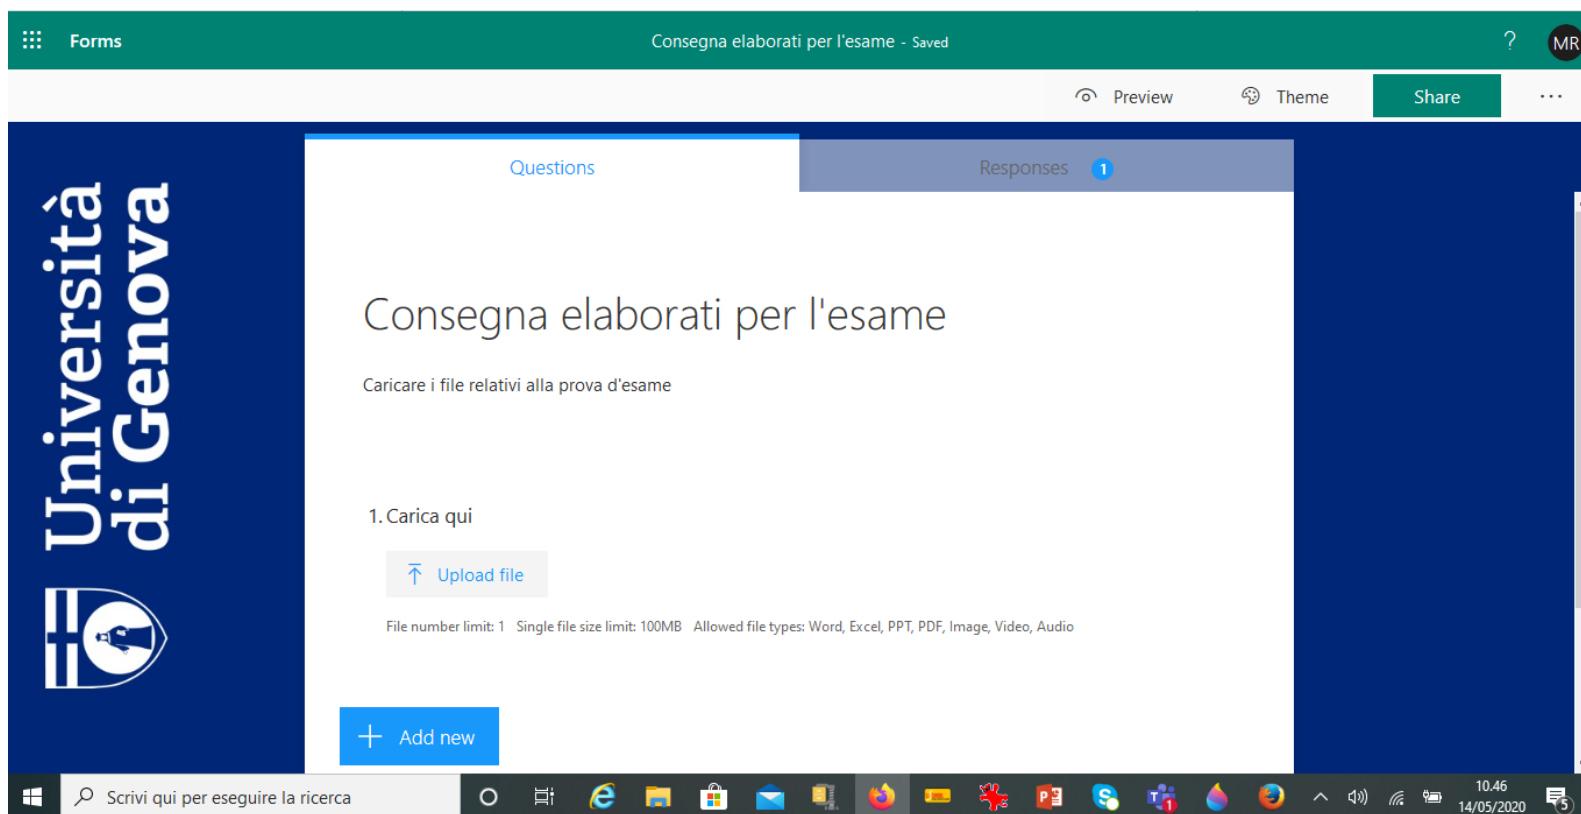 Forms
Consegna elaborati per l'esame - Saved
?
MR
Preview
Theme
Share
...
Questions
Responses 1
Università
di Genova
Consegna elaborati per l'esame
Caricare i file relativi alla prova d'esame
1. Carica qui
Upload file
File number limit: 1 Single file size limit: 100MB Allowed file types: Word, Excel, PPT, PDF, Image, Video, Audio
+ Add new
Scrivi qui per eseguire la ricerca
10.46
14/05/2020
5